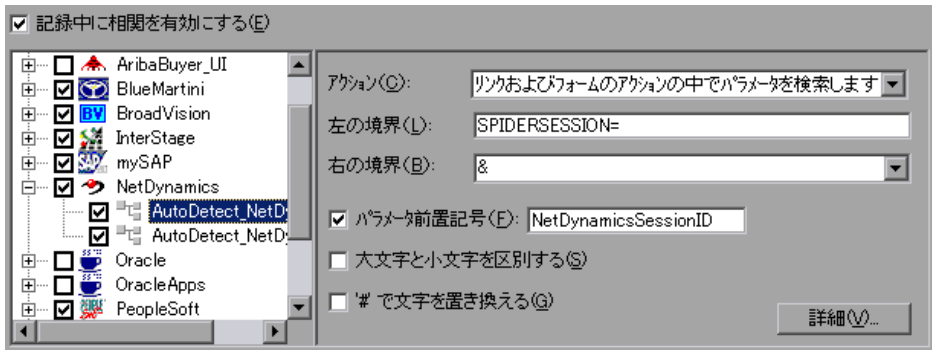 記録中に相関を有効にする(E)
AribaBuyer_UI
BlueMartini
BroadVision
InterStage
mySAP
NetDynamics
AutoDetect_NetD
AutoDetect_NetD
Oracle
OracleApps
PeopleSoft
アクション(C):
リンクおよびフォームのアクションの中でパラメータを検索します
左の境界(L):
SPIDERSESSION=
右の境界(B):
&
パラメータ前置記号(F): NetDynamicsSessionID
大文字と小文字を区別する(S)
'#' で文字を置き換える(G)
詳細(V)...